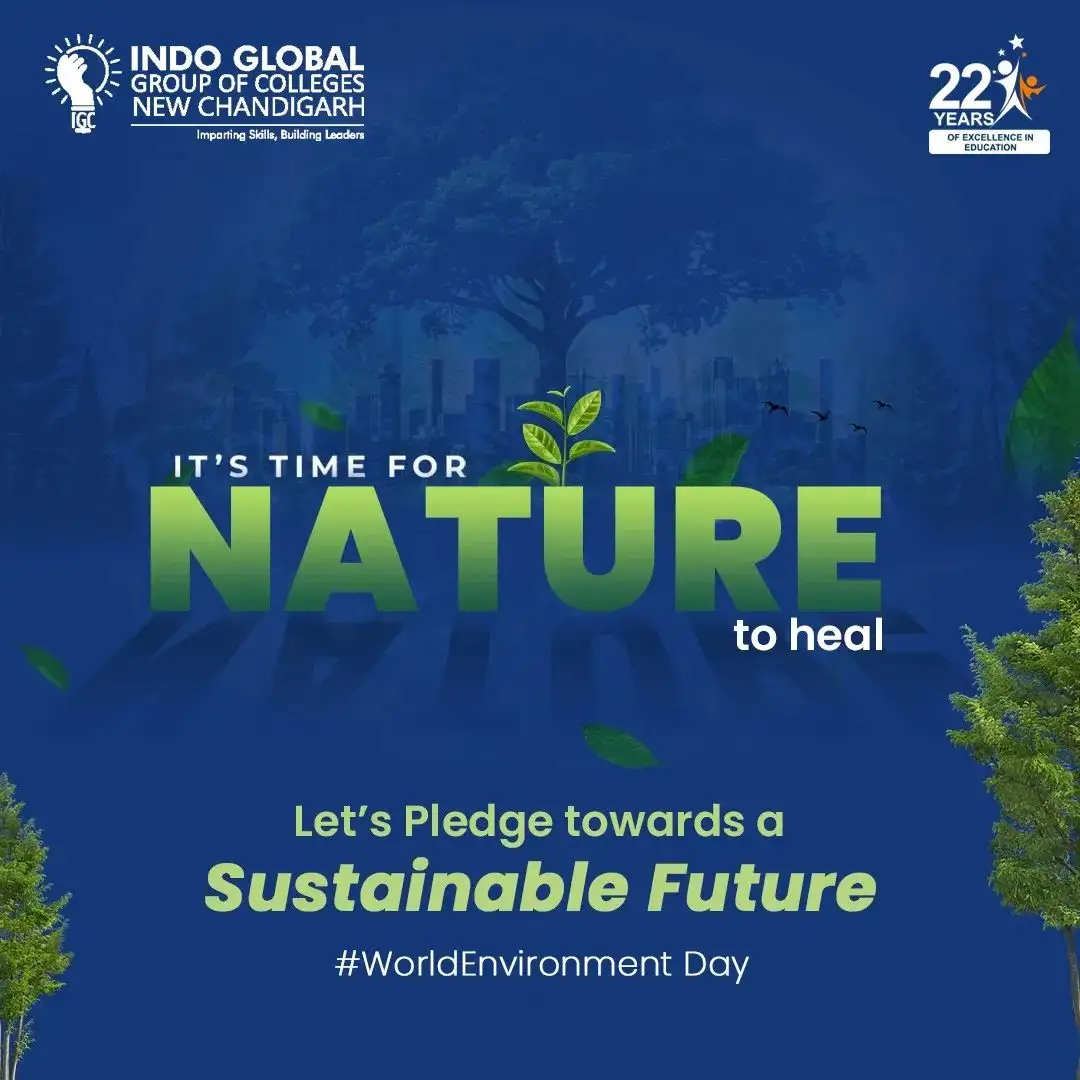 INDO GLOBAL
GROUP OF COLLEGES
NEW CHANDIGARH
Imparting Skills, Building Leaders
IGC
22
YEARS
OF EXCELLENCE IN
EDUCATION
IT'S TIME FOR
NATURE
to heal
Let's Pledge towards a
Sustainable Future
#WorldEnvironment Day